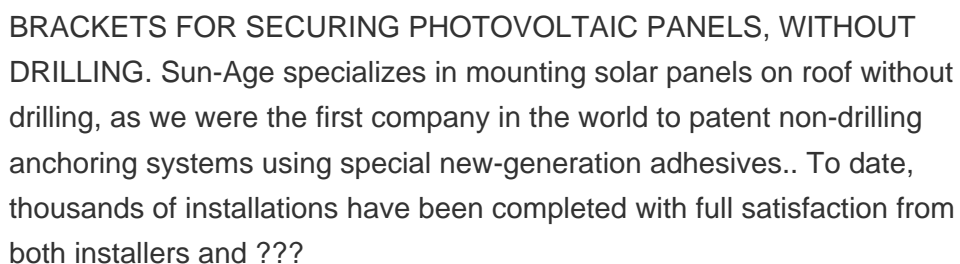 BRACKETS FOR SECURING PHOTOVOLTAIC PANELS, WITHOUT
DRILLING. Sun-Age specializes in mounting solar panels on roof without
drilling, as we were the first company in the world to patent non-drilling
anchoring systems using special new-generation adhesives.. To date,
thousands of installations have been completed with full satisfaction from
both installers and ???